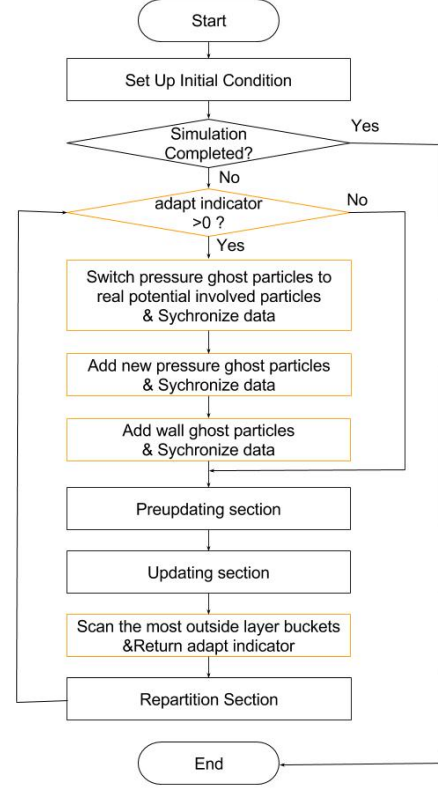 Start
Set Up Initial Condition
Simulation
Completed?
Yes
No
adapt indicator
>0 ?
No
Yes
Switch pressure ghost particles to
real potential involved particles
& Sychronize data
Add new pressure ghost particles
& Sychronize data
Add wall ghost particles
& Sychronize data
Preupdating section
Updating section
Scan the most outside layer buckets
&Return adapt indicator
Repartition Section
End